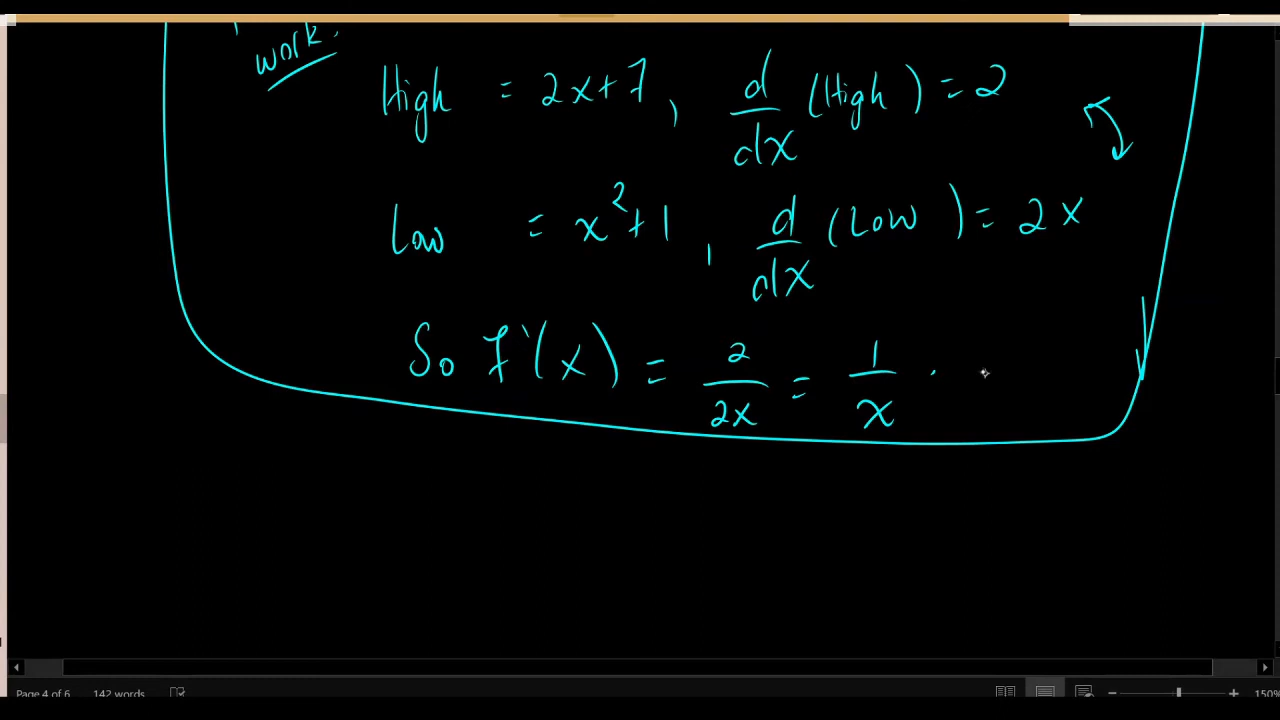 work.
High = 2x+7, d/dx (High) = 2
Low = x²+1, d/dx (Low) = 2x
So f'(x) = 2/2x = 1/x .
Page 4 of 6 142 words 150%